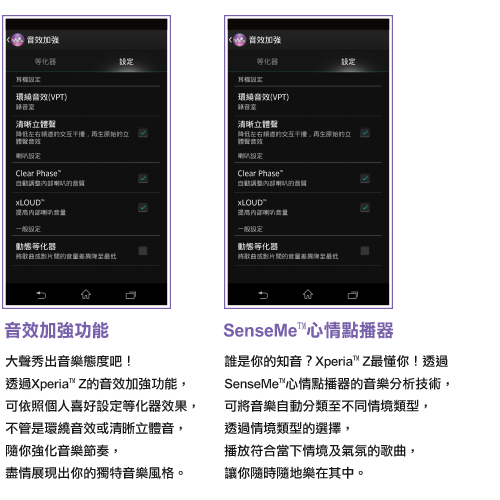 音效加強
等化器 設定
耳機設定
環繞音效(VPT)
錄音室
清晰立體聲
降低左右頻道的交互干擾，再生原始的立
體聲音效
喇叭設定
Clear Phase™
自動調整內部喇叭的音質
xLOUD™
提高內部喇叭音量
一般設定
動態等化器
將歌曲或影片間的音量差異降至最低
音效加強功能
大聲秀出音樂態度吧！
透過Xperia™ Z的音效加強功能，
可依照個人喜好設定等化器效果，
不管是環繞音效或清晰立體音，
隨你強化音樂節奏，
盡情展現出你的獨特音樂風格。
音效加強
等化器 設定
耳機設定
環繞音效(VPT)
錄音室
清晰立體聲
降低左右頻道的交互干擾，再生原始的立
體聲音效
喇叭設定
Clear Phase™
自動調整內部喇叭的音質
xLOUD™
提高內部喇叭音量
一般設定
動態等化器
將歌曲或影片間的音量差異降至最低
SenseMe™心情點播器
誰是你的知音？Xperia™ Z最懂你！透過
SenseMe™心情點播器的音樂分析技術，
可將音樂自動分類至不同情境類型，
透過情境類型的選擇，
播放符合當下情境及氣氛的歌曲，
讓你隨時隨地樂在其中。